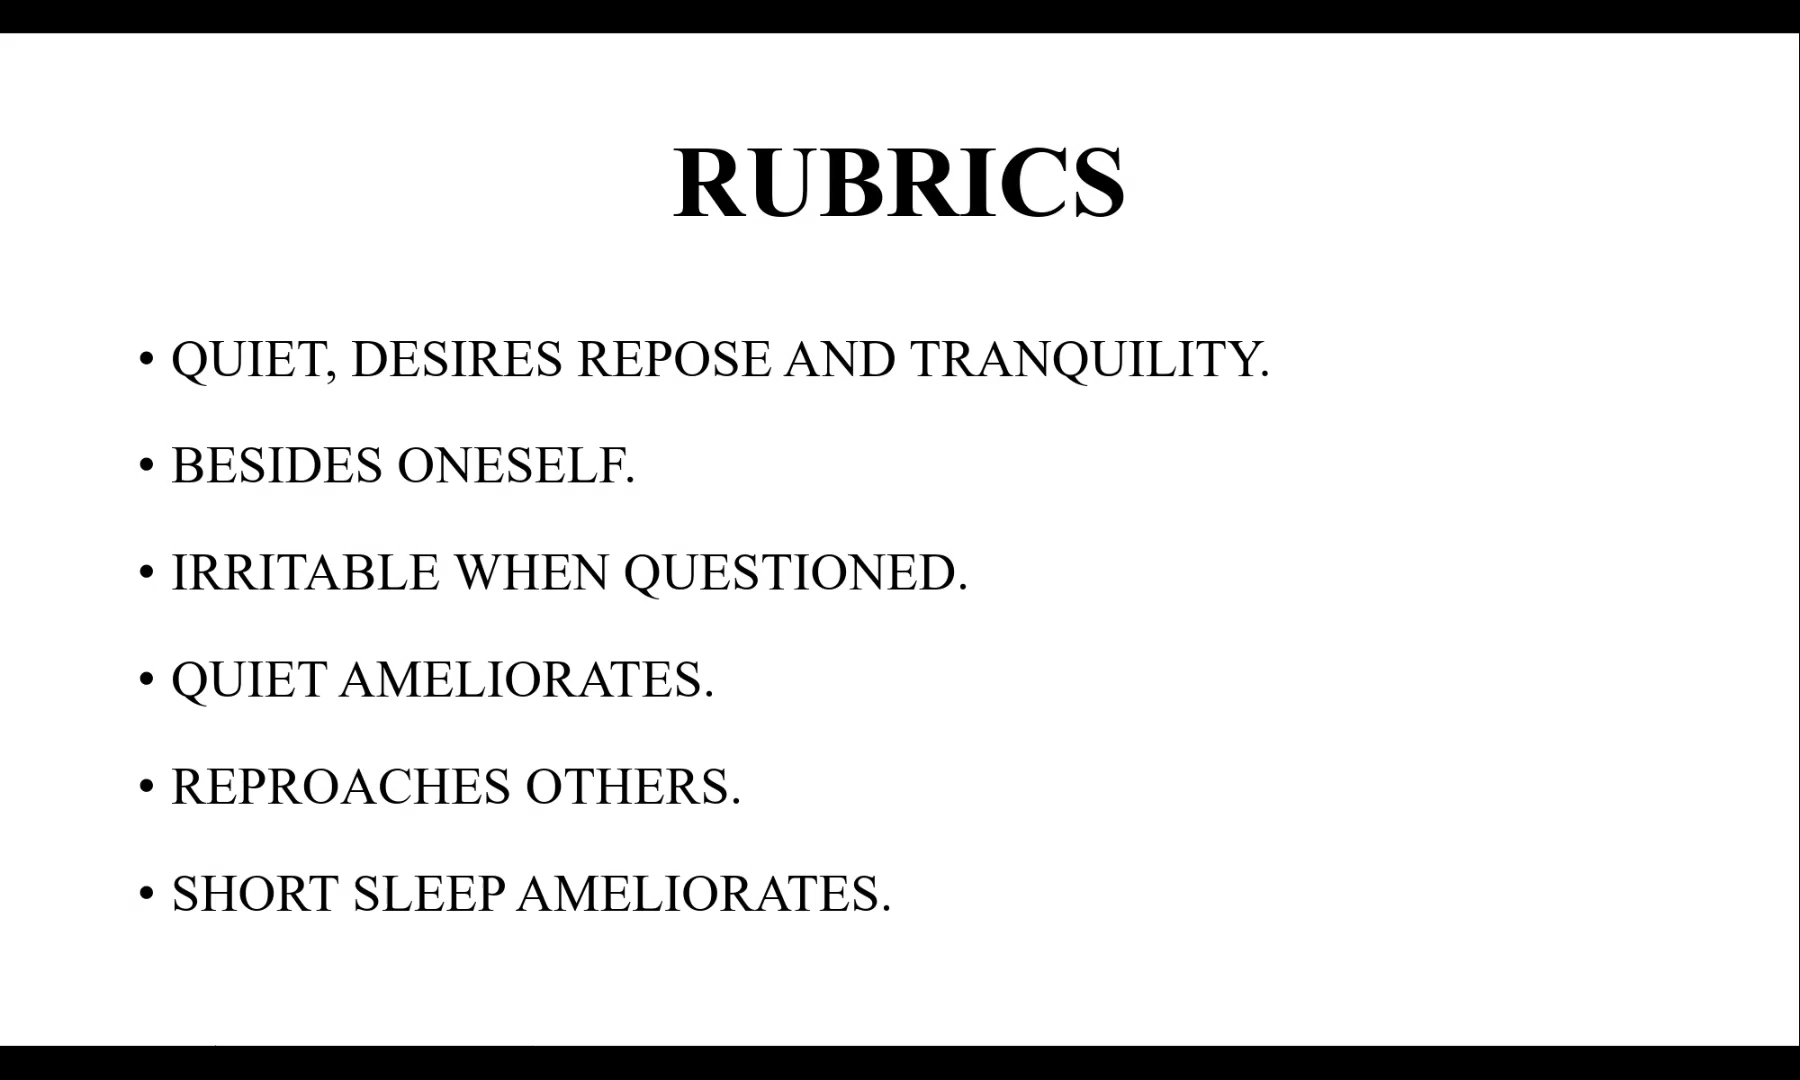 RUBRICS
• QUIET, DESIRES REPOSE AND TRANQUILITY.
• BESIDES ONESELF.
• IRRITABLE WHEN QUESTIONED.
• QUIET AMELIORATES.
• REPROACHES OTHERS.
• SHORT SLEEP AMELIORATES.